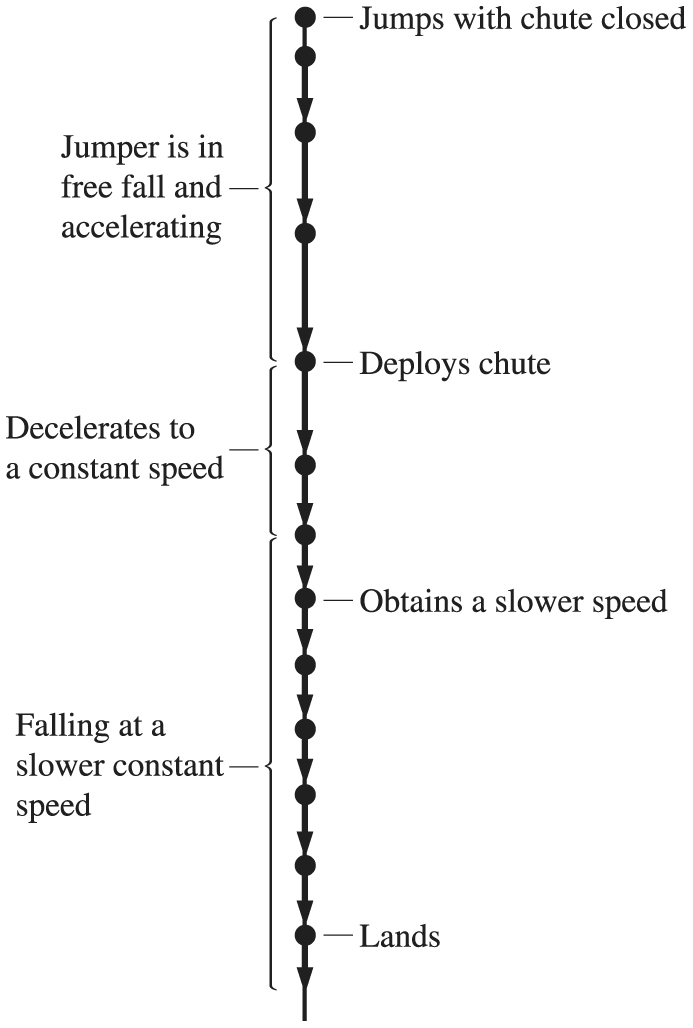 Jumps with chute closed
Jumper is in
free fall and
accelerating
Deploys chute
Decelerates to
a constant speed
Obtains a slower speed
Falling at a
slower constant
speed
Lands